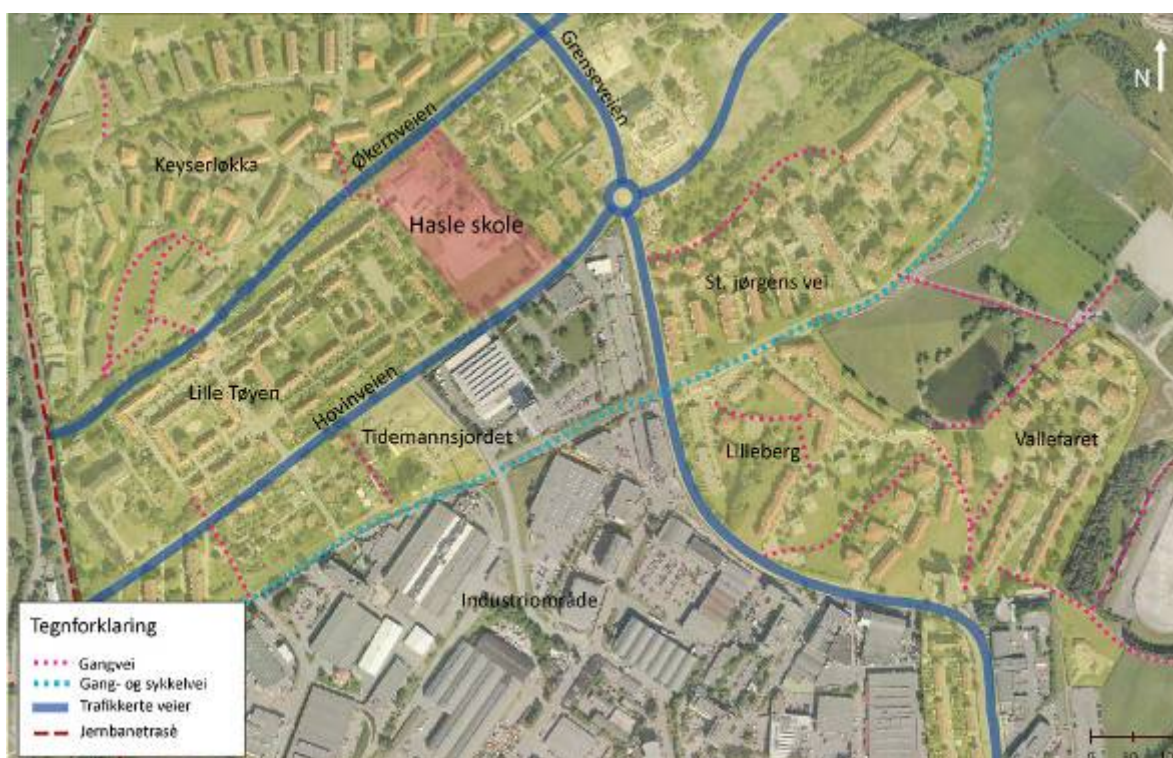 Grenseveien
N
Økernveien
Keyserløkka
Hasle skole
St. jørgens vei
Lille Tøyen
Hovinveien
Tidemannsjordet
Lilleberg
Vallefaret
Industriområde
Tegnforklaring
Gangvei
Gang- og sykkelvei
Trafikkerte veier
Jernbanetrasè